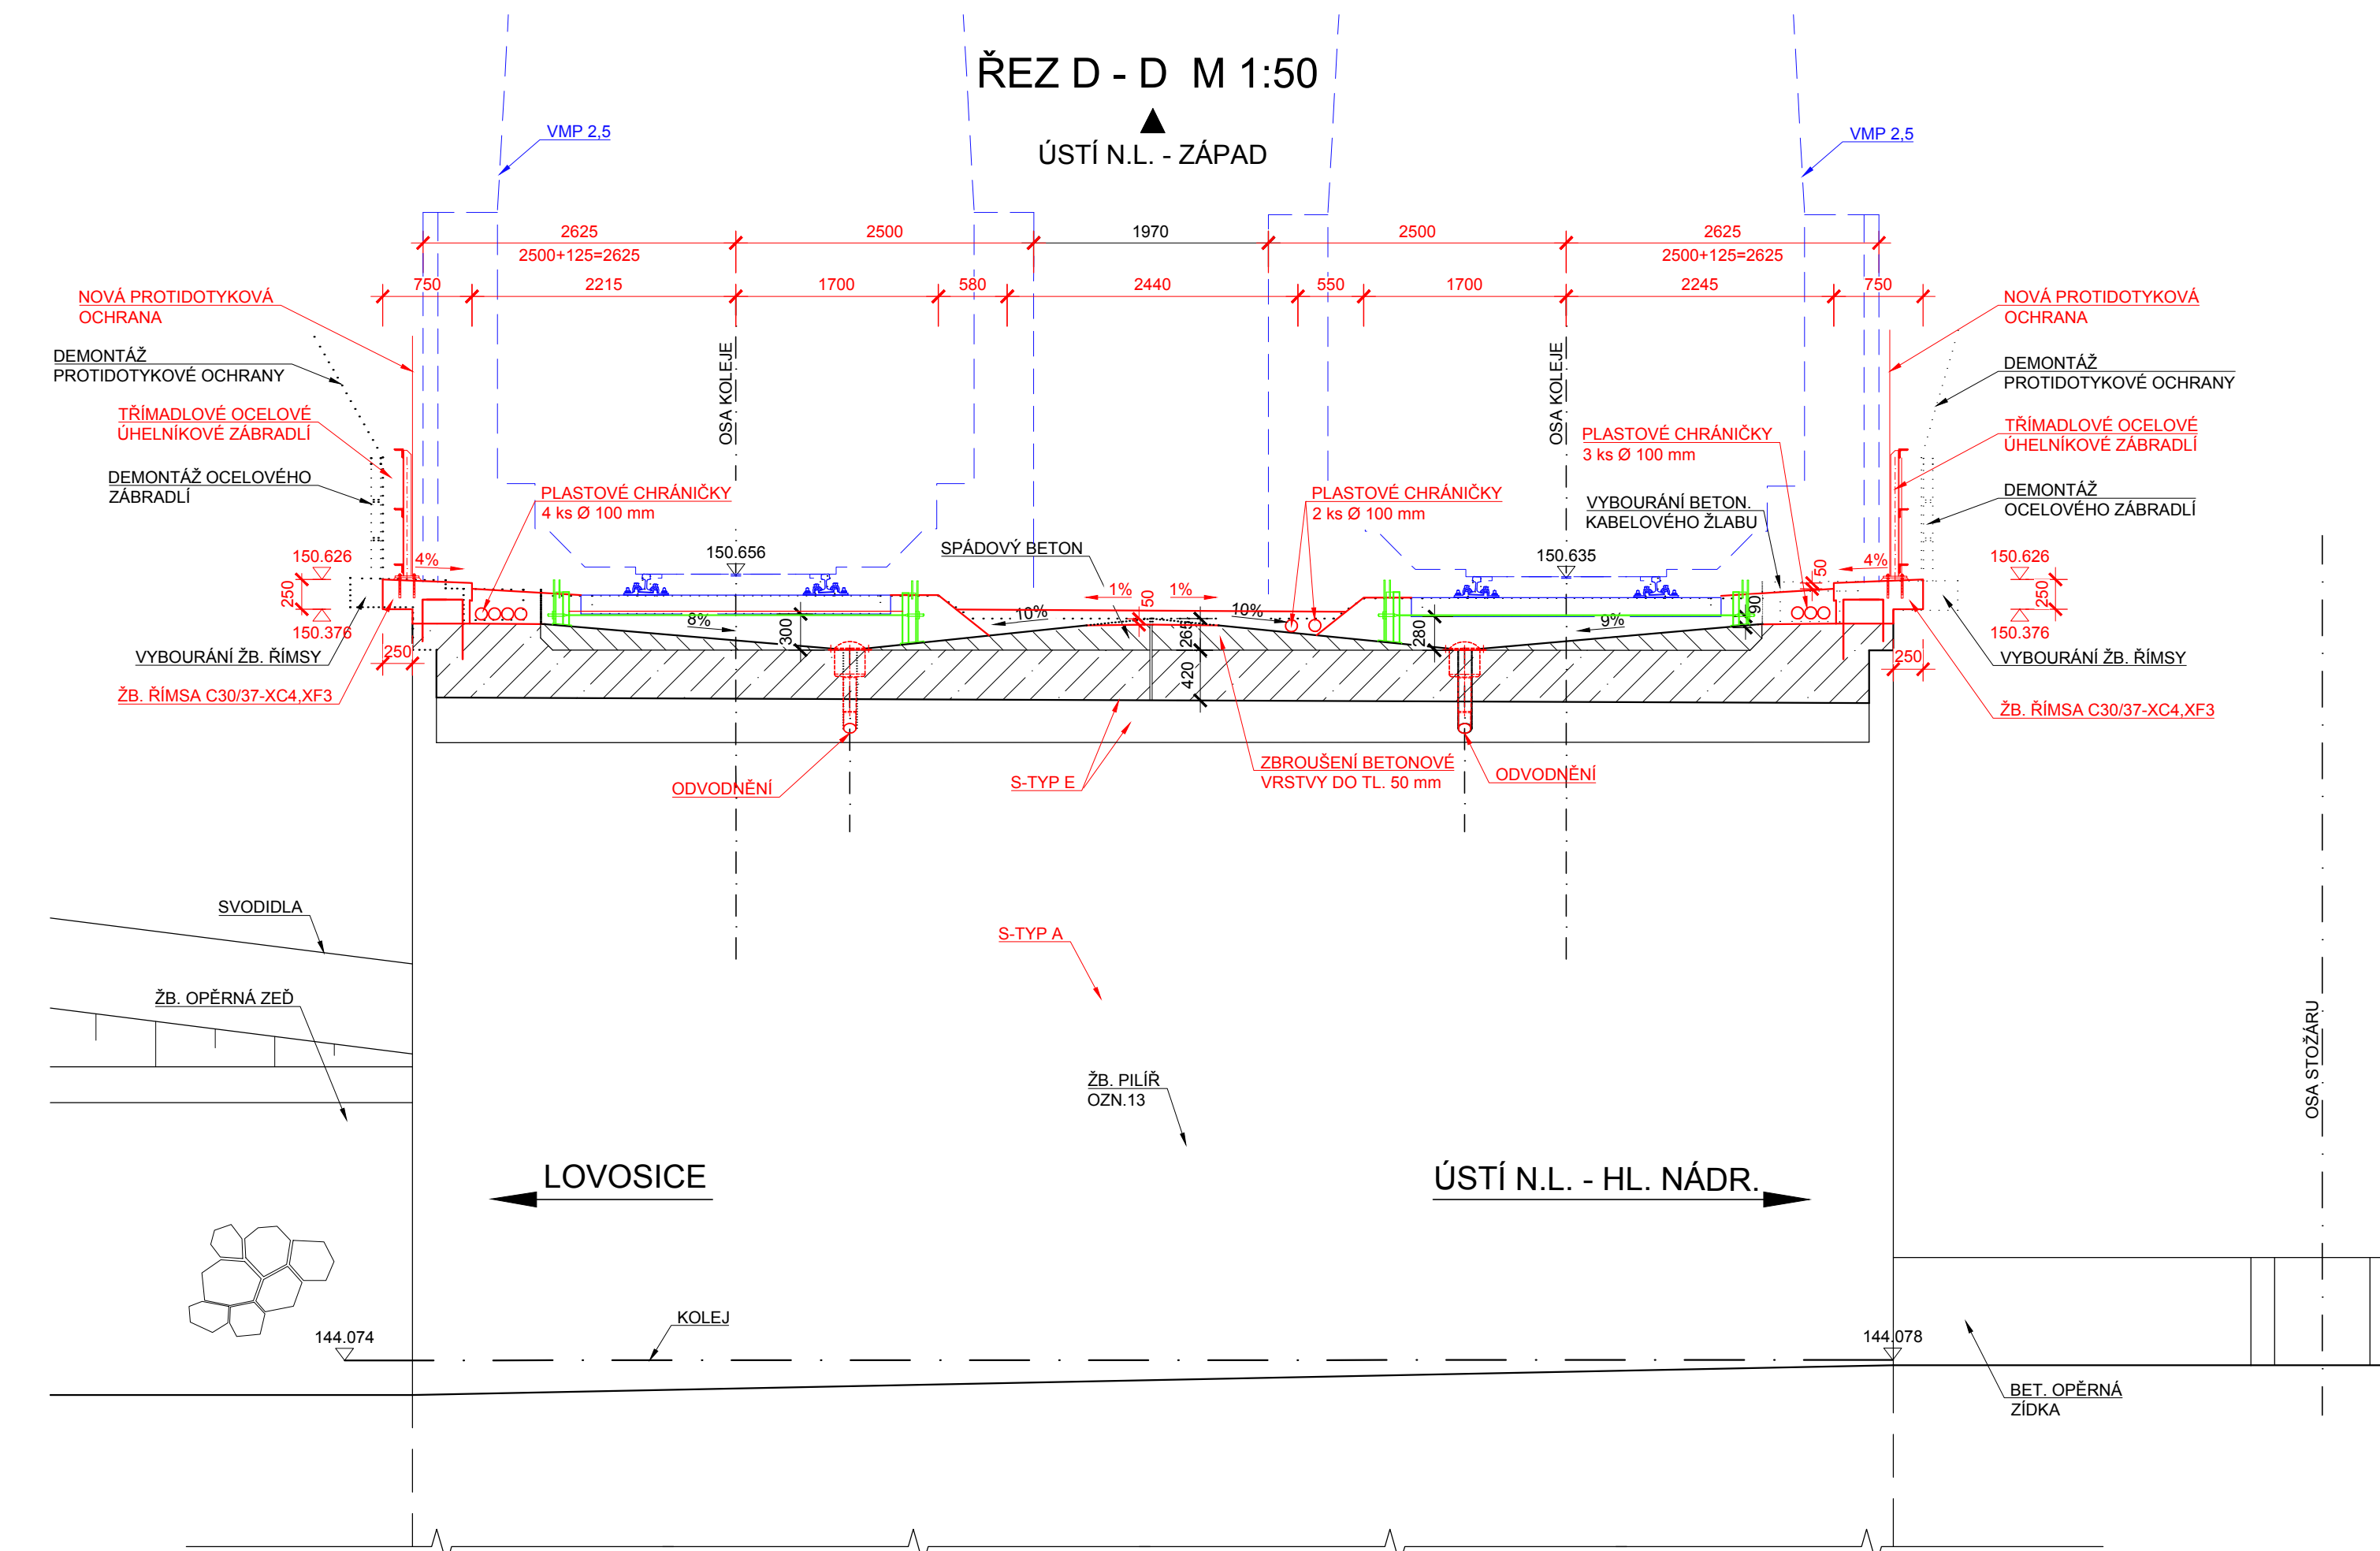 ŘEZ D - D  M 1:50
ÚSTÍ N.L. - ZÁPAD
VMP 2,5
VMP 2,5
2625
2500
1970
2500
2625
2500+125=2625
2500+125=2625
750
2215
1700
580
2440
550
1700
2245
750
NOVÁ PROTIDOTYKOVÁ
OCHRANA
DEMONTÁŽ
PROTIDOTYKOVÉ OCHRANY
TŘÍMADLOVÉ OCELOVÉ
ÚHELNÍKOVÉ ZÁBRADLÍ
DEMONTÁŽ OCELOVÉHO
ZÁBRADLÍ
OSA KOLEJE
OSA KOLEJE
NOVÁ PROTIDOTYKOVÁ
OCHRANA
DEMONTÁŽ
PROTIDOTYKOVÉ OCHRANY
TŘÍMADLOVÉ OCELOVÉ
ÚHELNÍKOVÉ ZÁBRADLÍ
DEMONTÁŽ
OCELOVÉHO ZÁBRADLÍ
PLASTOVÉ CHRÁNIČKY
3 ks Ø 100 mm
PLASTOVÉ CHRÁNIČKY
4 ks Ø 100 mm
PLASTOVÉ CHRÁNIČKY
2 ks Ø 100 mm
VYBOURÁNÍ BETON.
KABELOVÉHO ŽLABU
SPÁDOVÝ BETON
150.656
150.635
150.626
250
150.376
4%
150.626
250
150.376
4%
50
1%
1%
50
10%
10%
8%
9%
300
265
280
90
420
250
250
VYBOURÁNÍ ŽB. ŘÍMSY
ŽB. ŘÍMSA C30/37-XC4,XF3
VYBOURÁNÍ ŽB. ŘÍMSY
ŽB. ŘÍMSA C30/37-XC4,XF3
ODVODNĚNÍ
S-TYP E
ZBROUŠENÍ BETONOVÉ
VRSTVY DO TL. 50 mm
ODVODNĚNÍ
SVODIDLA
S-TYP A
ŽB. OPĚRNÁ ZEĎ
ŽB. PILÍŘ
OZN.13
OSA STOŽÁRU
LOVOSICE
ÚSTÍ N.L. - HL. NÁDR.
KOLEJ
144.074
144.078
BET. OPĚRNÁ
ZÍDKA